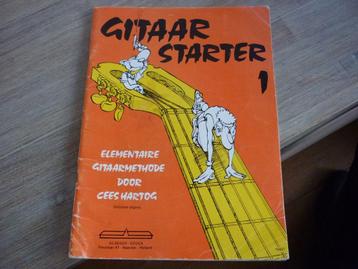 GITAAR
STARTER
1
ELEMENTAIRE
GITAARMETHODE
DOOR
CEES HARTOG